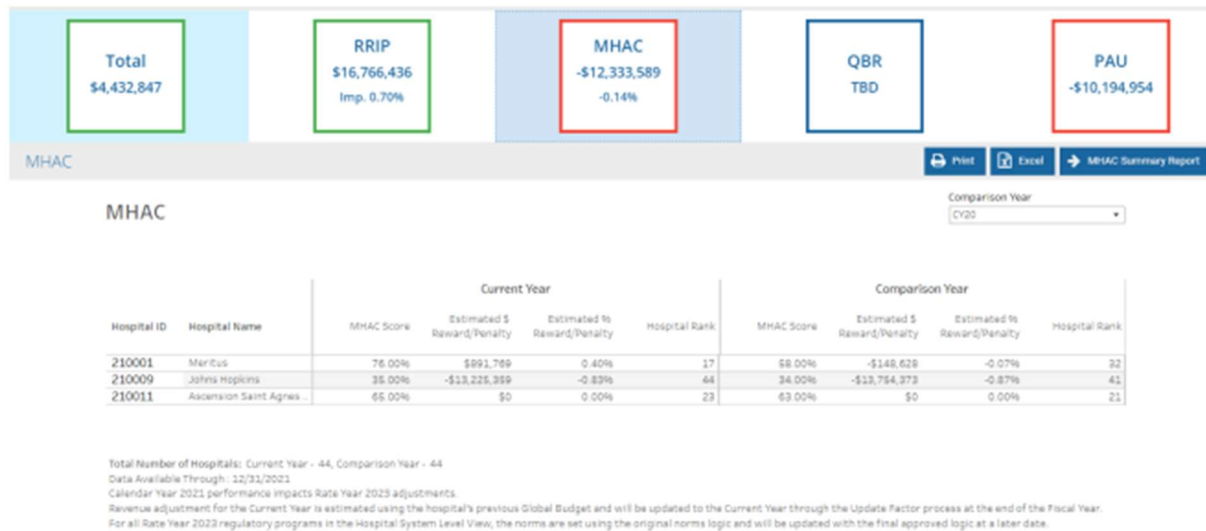 Total
$4,432,847
RRIP
$16,766,436
Imp. 0.70%
MHAC
-$12,333,589
-0.14%
QBR
TBD
PAU
-$10,194,954
MHAC
Print
Excel
MHAC Summary Report
MHAC
Comparison Year
CY20
Current Year Comparison Year
Hospital ID Hospital Name MHAC Score Estimated $ Reward/Penalty Estimated % Reward/Penalty Hospital Rank MHAC Score Estimated $ Reward/Penalty Estimated % Reward/Penalty Hospital Rank
210001 Meritus 76.00% $891,769 0.40% 17 58.00% -$148,628 -0.07% 32
210009 Johns Hopkins 35.00% -$13,225,359 -0.83% 44 34.00% -$13,754,373 -0.87% 41
210011 Ascension Saint Agnes .. 65.00% $0 0.00% 23 63.00% $0 0.00% 21
Total Number of Hospitals: Current Year - 44, Comparison Year - 44
Data Available Through : 12/31/2021
Calendar Year 2021 performance impacts Rate Year 2023 adjustments.
Revenue adjustment for the Current Year is estimated using the hospital's previous Global Budget and will be updated to the Current Year through the Update Factor process at the end of the Fiscal Year.
For all Rate Year 2023 regulatory programs in the Hospital System Level View, the norms are set using the original norms logic and will be updated with the final approved logic at a later date.